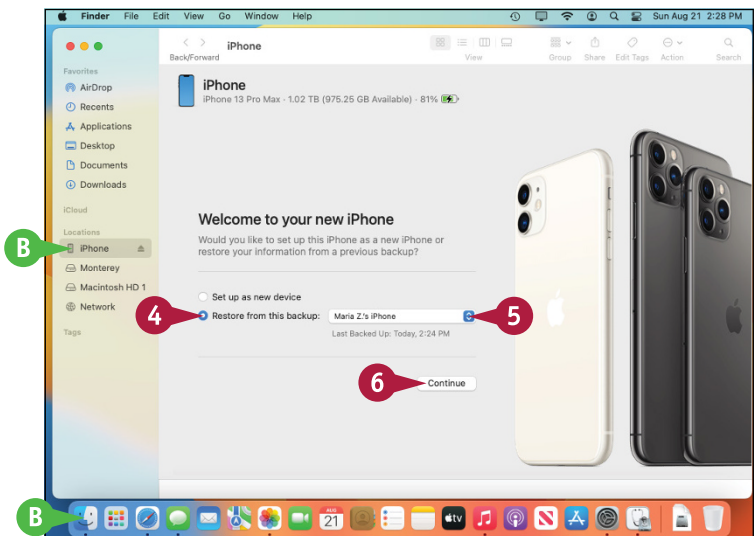 Finder File Edit View Go Window Help Sun Aug 21 2:28 PM
iPhone
Back/Forward View Group Share Edit Tags Action Search
Favorites
AirDrop
Recents
Applications
Desktop
Documents
Downloads
iCloud
Locations
B
iPhone
Monterey
Macintosh HD 1
Network
Tags
iPhone
iPhone 13 Pro Max · 1.02 TB (975.25 GB Available) · 81%
Welcome to your new iPhone
Would you like to set up this iPhone as a new iPhone or
restore your information from a previous backup?
Set up as new device
4 Restore from this backup: Maria Z.'s iPhone 5
Last Backed Up: Today, 2:24 PM
6 Continue
B
AUG
21
tv